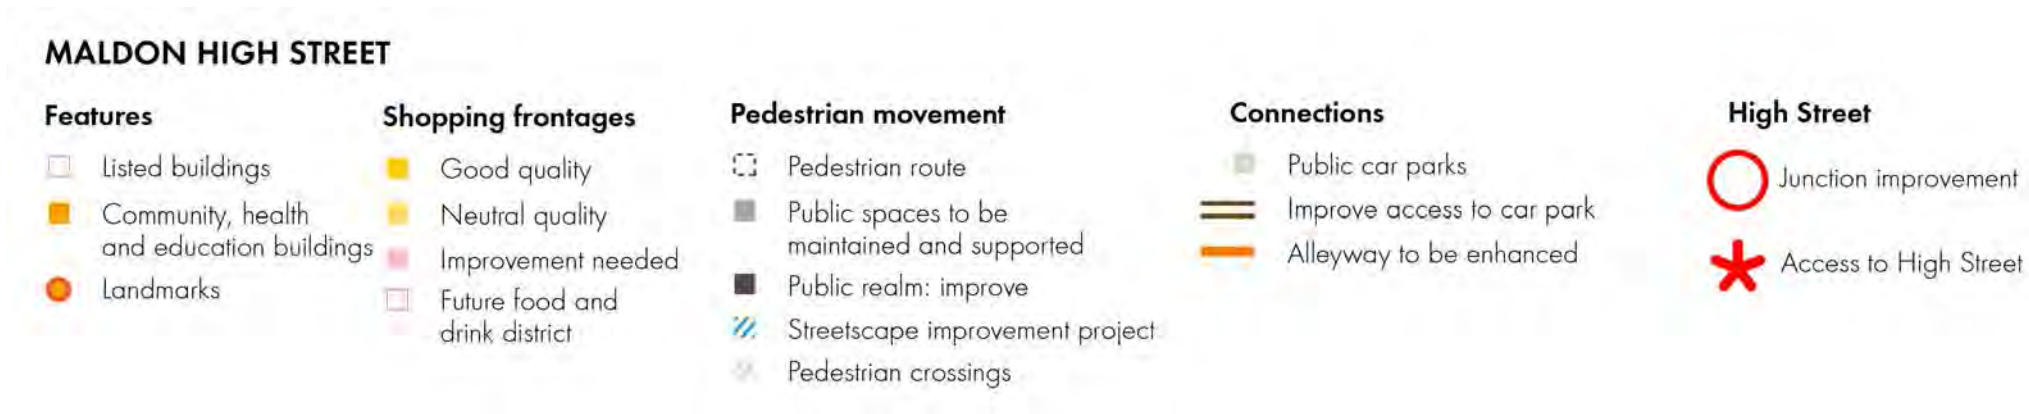 MALDON HIGH STREET
Features
Listed buildings
Community, health
and education buildings
Landmarks
Shopping frontages
Good quality
Neutral quality
Improvement needed
Future food and
drink district
Pedestrian movement
Pedestrian route
Public spaces to be
maintained and supported
Public realm: improve
Streetscape improvement project
Pedestrian crossings
Connections
Public car parks
Improve access to car park
Alleyway to be enhanced
High Street
Junction improvement
Access to High Street